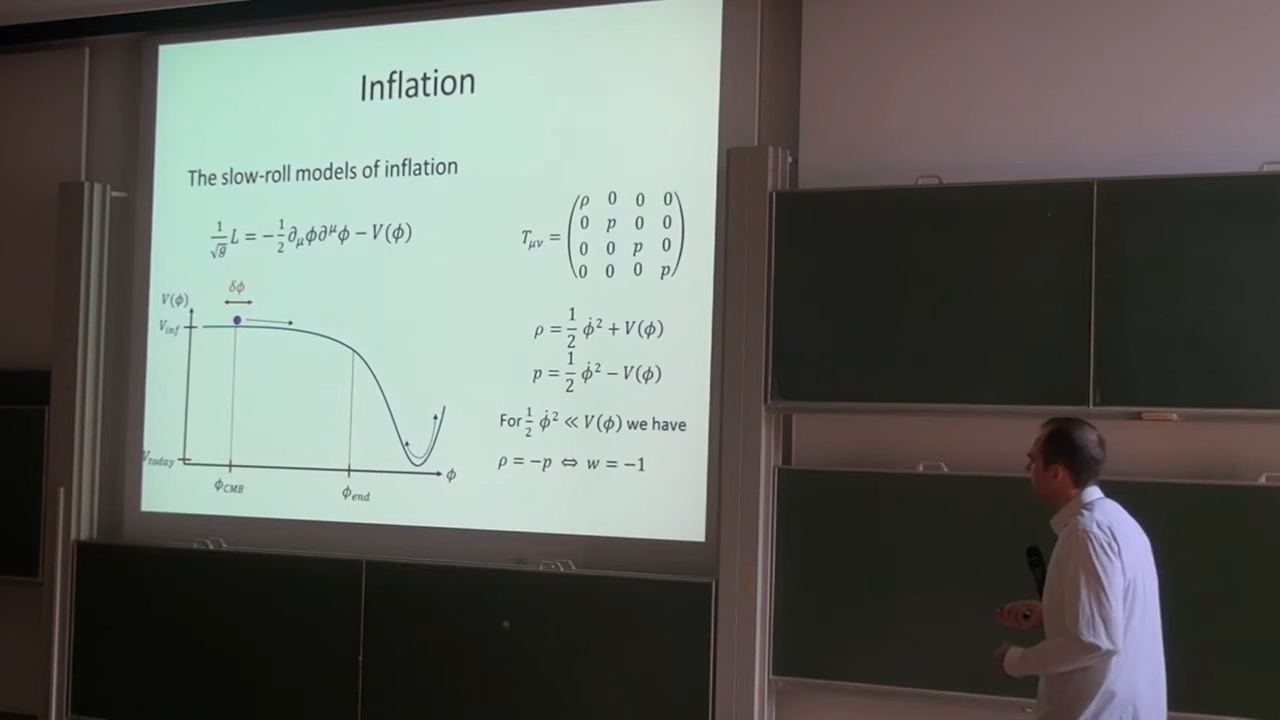 Inflation
The slow-roll models of inflation
1/√g L = −1/2 ∂_μϕ∂^μϕ − V(ϕ)
δϕ
V(ϕ)
V_inf
V_today
ϕ_CMB
ϕ_end
ϕ
T_μν = (ρ 0 0 0
0 p 0 0
0 0 p 0
0 0 0 p)
ρ = 1/2 ϕ̇² + V(ϕ)
p = 1/2 ϕ̇² − V(ϕ)
For 1/2 ϕ̇² ≪ V(ϕ) we have
ρ = −p ⇔ w = −1